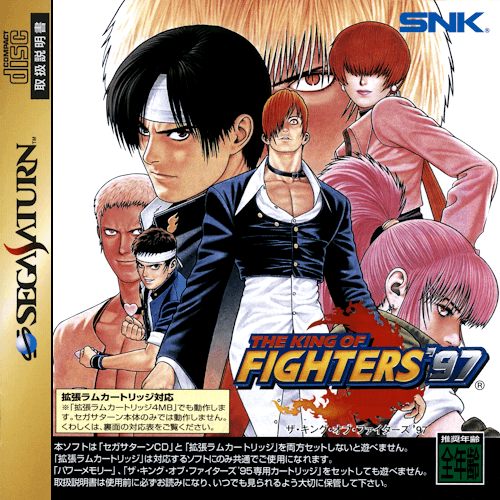 COMPACT
disc
取扱説明書
SEGA SATURN™
SNK®
THE KING OF
FIGHTERS '97®
ザ・キング・オブ・ファイターズ '97
拡張ラムカートリッジ対応
※「拡張ラムカートリッジ4MB」でも動作しま
す。セガサターン本体のみでは動作しません。
くわしくは、裏面の対応表をご覧ください。
本ソフトは「セガサターンCD」と「拡張ラムカートリッジ」を両方セットしないと遊べません。
「拡張ラムカートリッジ」は対応するソフトにのみ共通でご使用になれます。
「パワーメモリー」、「ザ・キング・オブ・ファイターズ'95専用カートリッジ」をセットしても遊べません。
取扱説明書は使用前に必ずお読みになり、いつでも見られるよう大切に保管して下さい。
推奨年齢
全年齢